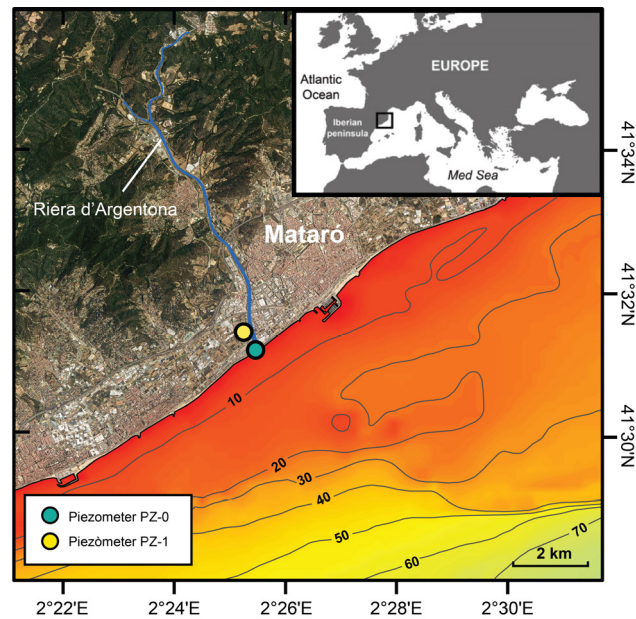 EUROPE
Atlantic
Ocean
Iberian
peninsula
Med Sea
41°34'N
Riera d'Argentona
Mataró
41°32'N
10
41°30'N
20
30
40
50
60
70
Piezometer PZ-0
Piezòmeter PZ-1
2 km
2°22'E
2°24'E
2°26'E
2°28'E
2°30'E